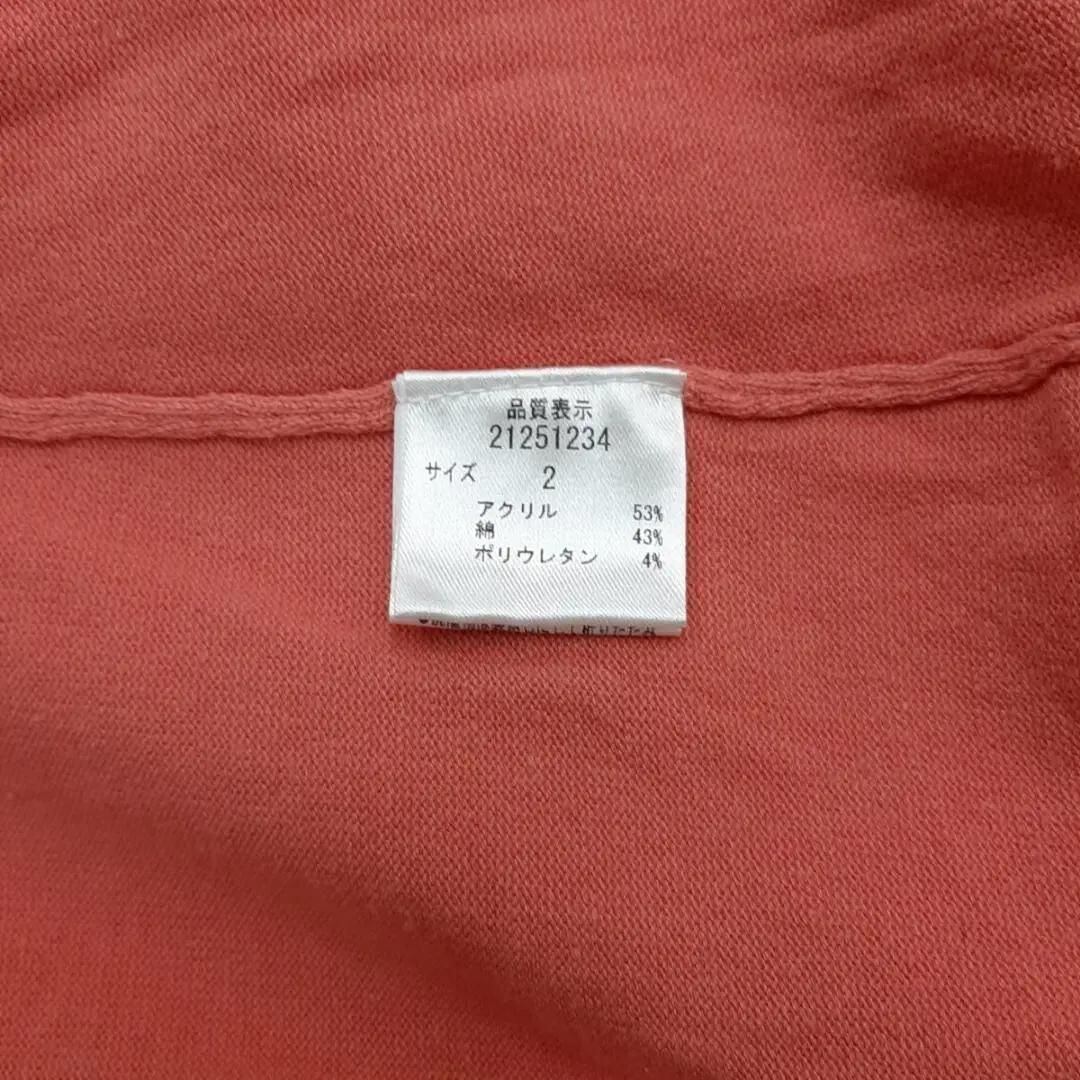 品質表示
21251234
サイズ 2
アクリル 53%
綿 43%
ポリウレタン 4%